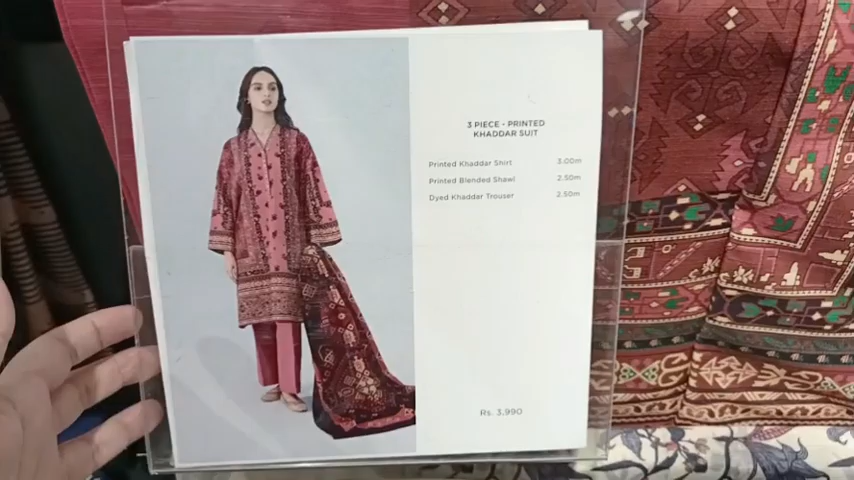 3 PIECE - PRINTED
KHADDAR SUIT
Printed Khaddar Shirt 3.00m
Printed Blended Shawl 2.50m
Dyed Khaddar Trouser 2.50m
Rs. 3,990